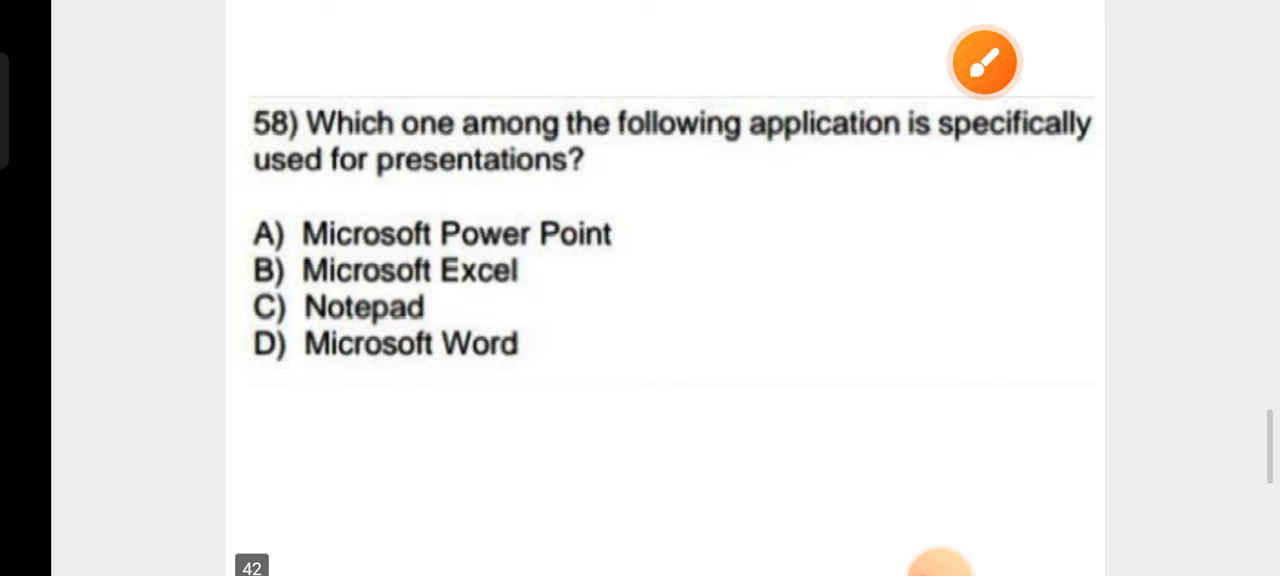 58) Which one among the following application is specifically
used for presentations?
A) Microsoft Power Point
B) Microsoft Excel
C) Notepad
D) Microsoft Word
42